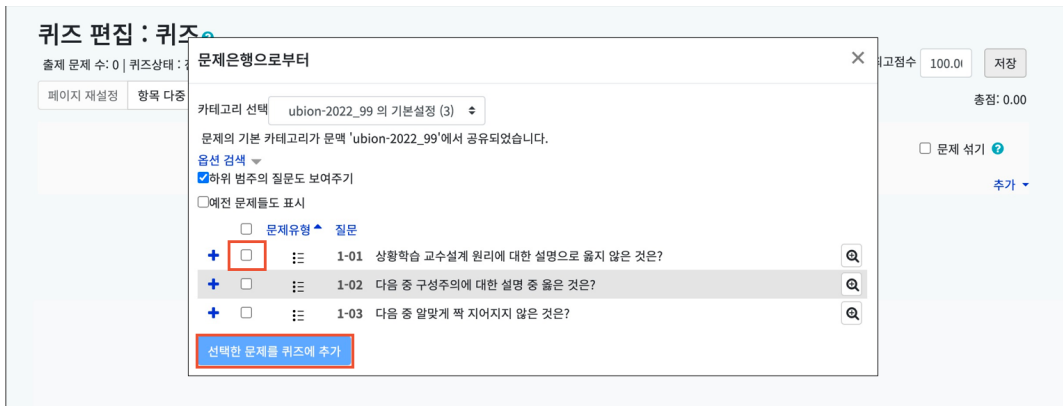 퀴즈 편집 : 퀴즈
출제 문제 수: 0 | 퀴즈상태 :
최고점수 100.0
저장
페이지 재설정 항목 다중
총점: 0.00
문제 섞기
추가
문제은행으로부터
카테고리 선택 ubion-2022_99 의 기본설정 (3)
문제의 기본 카테고리가 문맥 'ubion-2022_99'에서 공유되었습니다.
옵션 검색
하위 범주의 질문도 보여주기
예전 문제들도 표시
문제유형 질문
1-01 상황학습 교수설계 원리에 대한 설명으로 옳지 않은 것은?
1-02 다음 중 구성주의에 대한 설명 중 옳은 것은?
1-03 다음 중 알맞게 짝 지어지지 않은 것은?
선택한 문제를 퀴즈에 추가